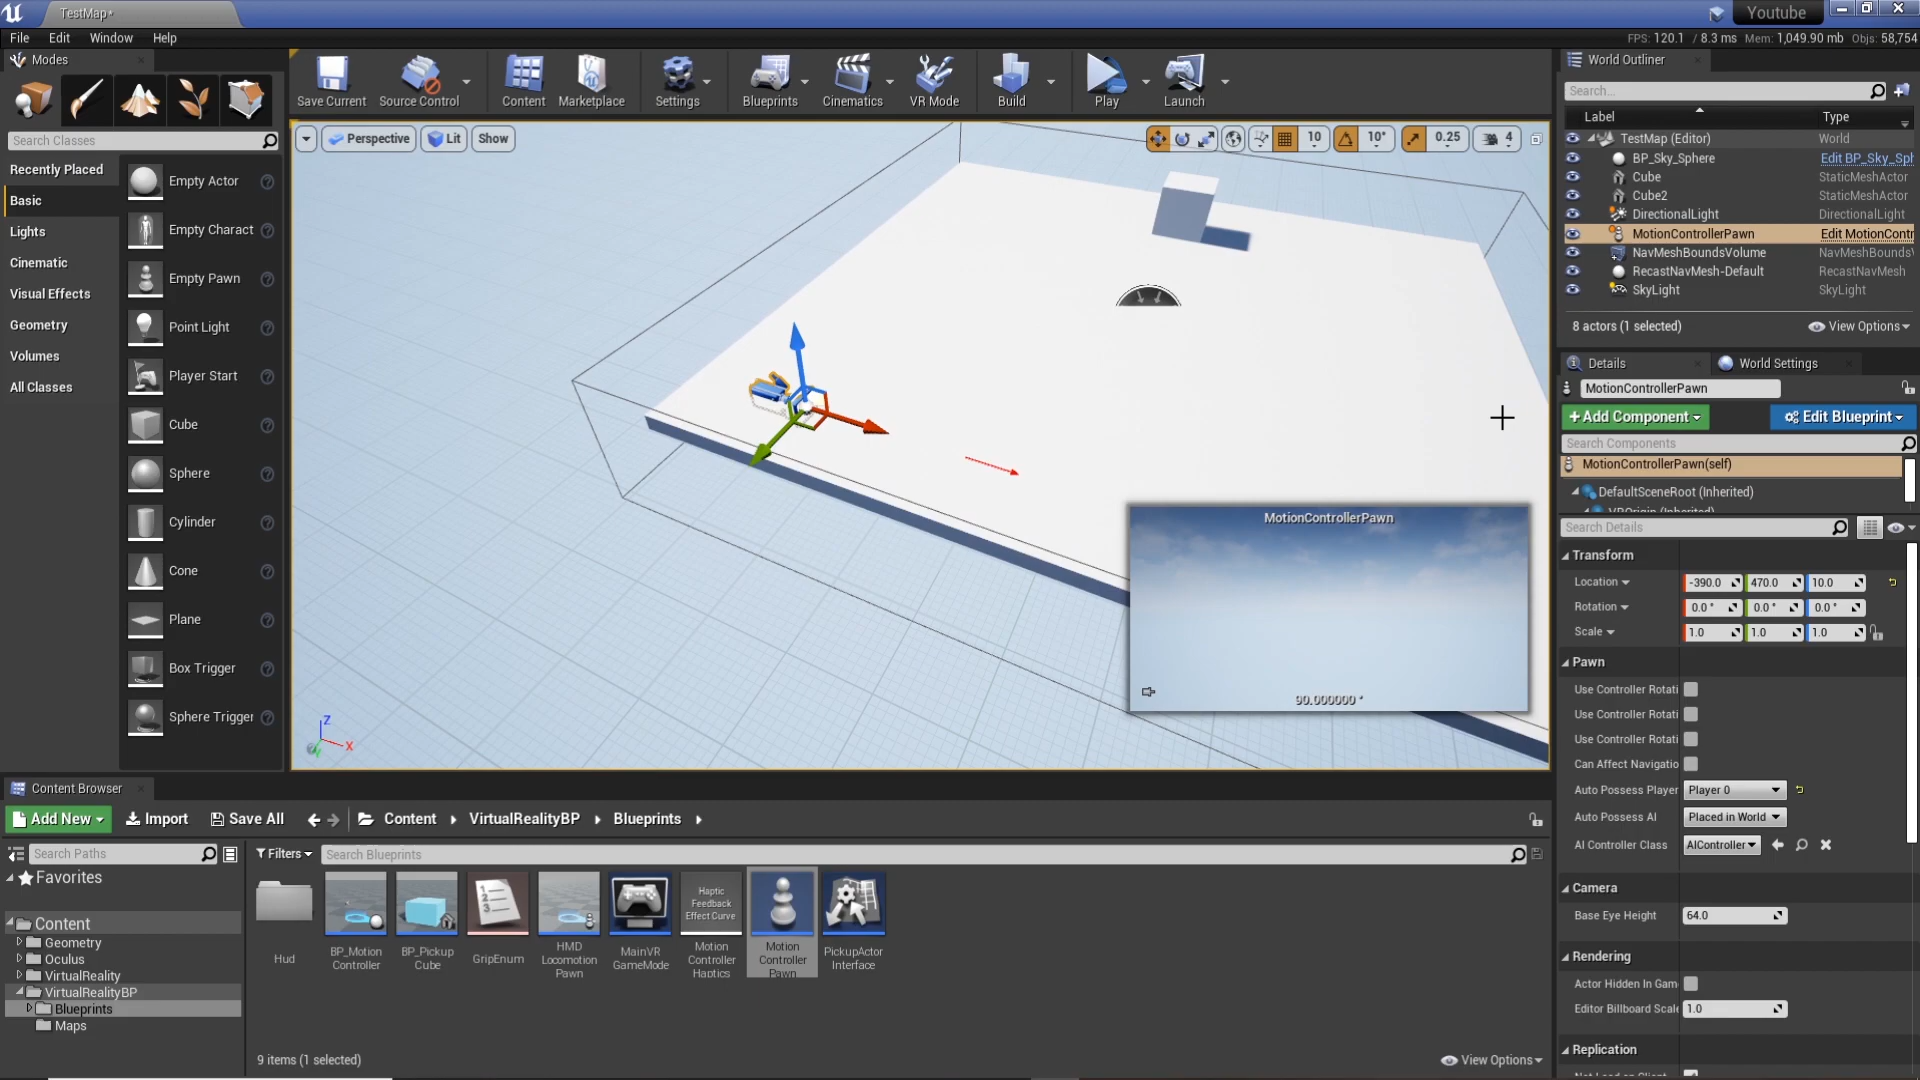 TestMap*
Youtube
File Edit Window Help
FPS: 120.1 / 8.3 ms Mem: 1,049.90 mb Objs: 58,754
Modes
Save Current
Source Control
Content
Marketplace
Settings
Blueprints
Cinematics
VR Mode
Build
Play
Launch
Search Classes
Recently Placed
Basic
Lights
Cinematic
Visual Effects
Geometry
Volumes
All Classes
Empty Actor
Empty Charact
Empty Pawn
Point Light
Player Start
Cube
Sphere
Cylinder
Cone
Plane
Box Trigger
Sphere Trigger
Perspective
Lit
Show
10
10°
0.25
4
MotionControllerPawn
90.000000 °
Z
X
Y
World Outliner
Search...
Label Type
TestMap (Editor) World
BP_Sky_Sphere Edit BP_Sky_Sph
Cube StaticMeshActor
Cube2 StaticMeshActor
DirectionalLight DirectionalLight
MotionControllerPawn Edit MotionContr
NavMeshBoundsVolume NavMeshBoundsV
RecastNavMesh-Default RecastNavMesh
SkyLight SkyLight
8 actors (1 selected) View Options
Details
World Settings
MotionControllerPawn
+Add Component
Edit Blueprint
Search Components
MotionControllerPawn(self)
DefaultSceneRoot (Inherited)
VROrigin (Inherited)
Search Details
Transform
Location -390.0 470.0 10.0
Rotation 0.0 ° 0.0 ° 0.0 °
Scale 1.0 1.0 1.0
Pawn
Use Controller Rotati
Use Controller Rotati
Use Controller Rotati
Can Affect Navigatio
Auto Possess Player Player 0
Auto Possess AI Placed in World
AI Controller Class AIController
Camera
Base Eye Height 64.0
Rendering
Actor Hidden In Gam
Editor Billboard Scale 1.0
Replication
Net Load on Client
Content Browser
Add New
Import
Save All
Content
VirtualRealityBP
Blueprints
Search Paths
Filters
Search Blueprints
Favorites
Content
Geometry
Oculus
VirtualReality
VirtualRealityBP
Blueprints
Maps
Hud
BP_Motion
Controller
BP_Pickup
Cube
1
2
3
GripEnum
HMD
Locomotion
Pawn
MainVR
GameMode
Haptic
Feedback
Effect Curve
Motion
Controller
Haptics
Motion
Controller
Pawn
PickupActor
Interface
9 items (1 selected)
View Options